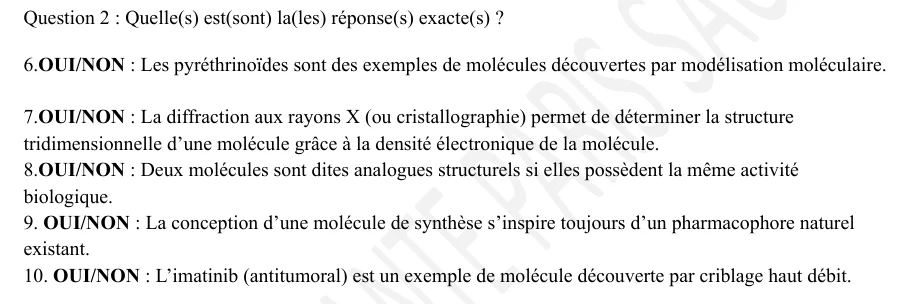 Question 2 : Quelle(s) est(sont) la(les) réponse(s) exacte(s) ?
6.OUI/NON : Les pyréthrinoïdes sont des exemples de molécules découvertes par modélisation moléculaire.
7.OUI/NON : La diffraction aux rayons X (ou cristallographie) permet de déterminer la structure
tridimensionnelle d’une molécule grâce à la densité électronique de la molécule.
8.OUI/NON : Deux molécules sont dites analogues structurels si elles possèdent la même activité
biologique.
9. OUI/NON : La conception d’une molécule de synthèse s’inspire toujours d’un pharmacophore naturel
existant.
10. OUI/NON : L’imatinib (antitumoral) est un exemple de molécule découverte par criblage haut débit.